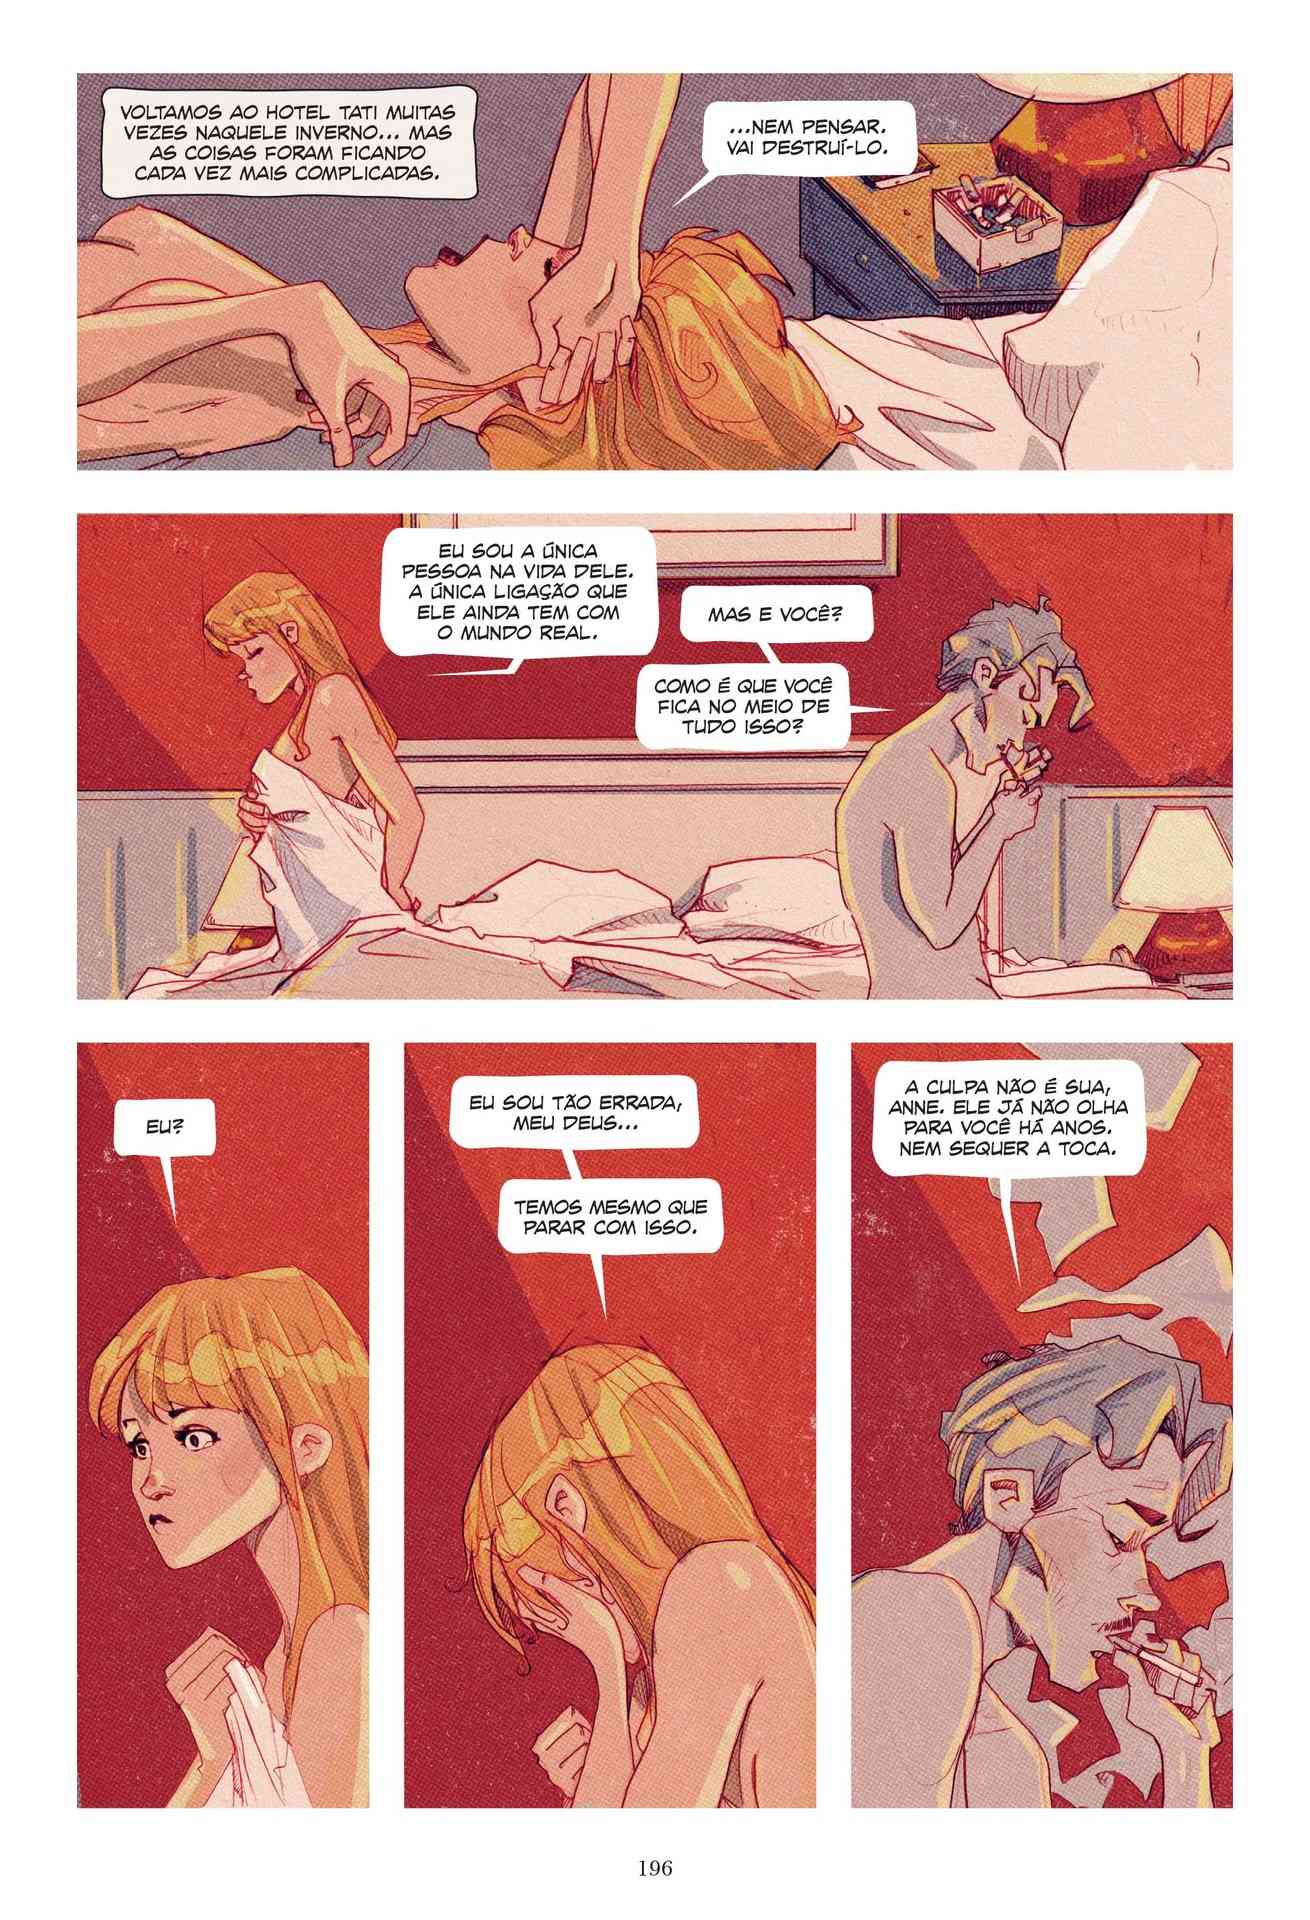 VOLTAMOS AO HOTEL TATI MUITAS
VEZES NAQUELE INVERNO... MAS
AS COISAS FORAM FICANDO
CADA VEZ MAIS COMPLICADAS.
...NEM PENSAR.
VAI DESTRUÍ-LO.
EU SOU A ÚNICA
PESSOA NA VIDA DELE.
A ÚNICA LIGAÇÃO QUE
ELE AINDA TEM COM
O MUNDO REAL.
MAS E VOCÊ?
COMO É QUE VOCÊ
FICA NO MEIO DE
TUDO ISSO?
EU?
EU SOU TÃO ERRADA,
MEU DEUS...
TEMOS MESMO QUE
PARAR COM ISSO.
A CULPA NÃO É SUA,
ANNE. ELE JÁ NÃO OLHA
PARA VOCÊ HÁ ANOS.
NEM SEQUER A TOCA.
196